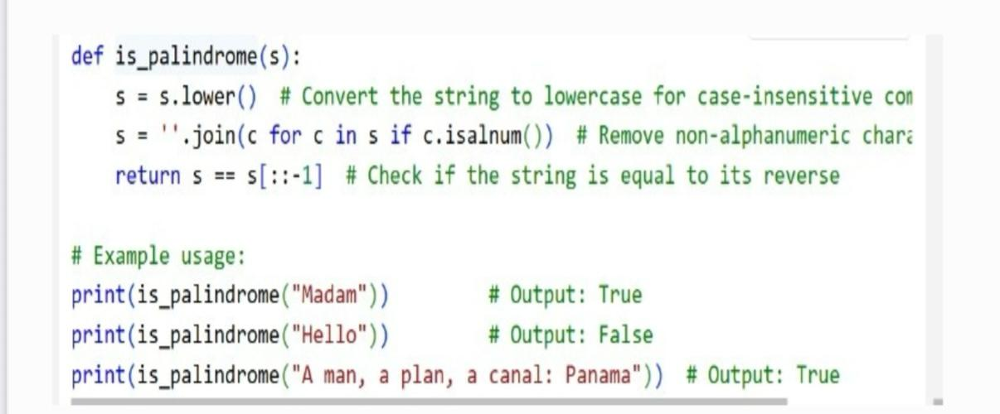 def is_palindrome(s):
    s = s.lower()  # Convert the string to lowercase for case-insensitive com
    s = ''.join(c for c in s if c.isalnum())  # Remove non-alphanumeric chara
    return s == s[::-1]  # Check if the string is equal to its reverse

# Example usage:
print(is_palindrome("Madam"))         # Output: True
print(is_palindrome("Hello"))         # Output: False
print(is_palindrome("A man, a plan, a canal: Panama"))  # Output: True